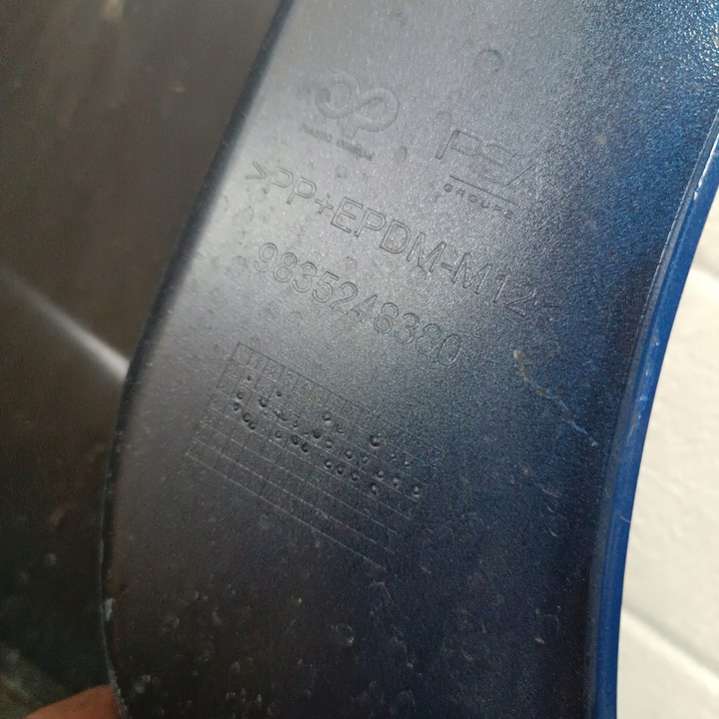 PSA
GROUPE
>PP+EPDM-M12<
9835248380